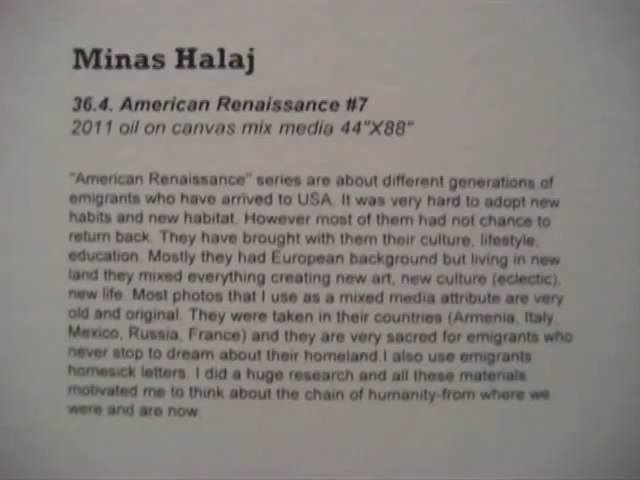 Minas Halaj
36.4. American Renaissance #7
2011 oil on canvas mix media 44"X88"
"American Renaissance" series are about different generations of
emigrants who have arrived to USA. It was very hard to adopt new
habits and new habitat. However most of them had not chance to
return back. They have brought with them their culture, lifestyle,
education. Mostly they had European background but living in new
land they mixed everything creating new art, new culture (eclectic),
new life. Most photos that I use as a mixed media attribute are very
old and original. They were taken in their countries (Armenia, Italy,
Mexico, Russia, France) and they are very sacred for emigrants who
never stop to dream about their homeland.I also use emigrants
homesick letters. I did a huge research and all these materials
motivated me to think about the chain of humanity-from where we
were and are now.